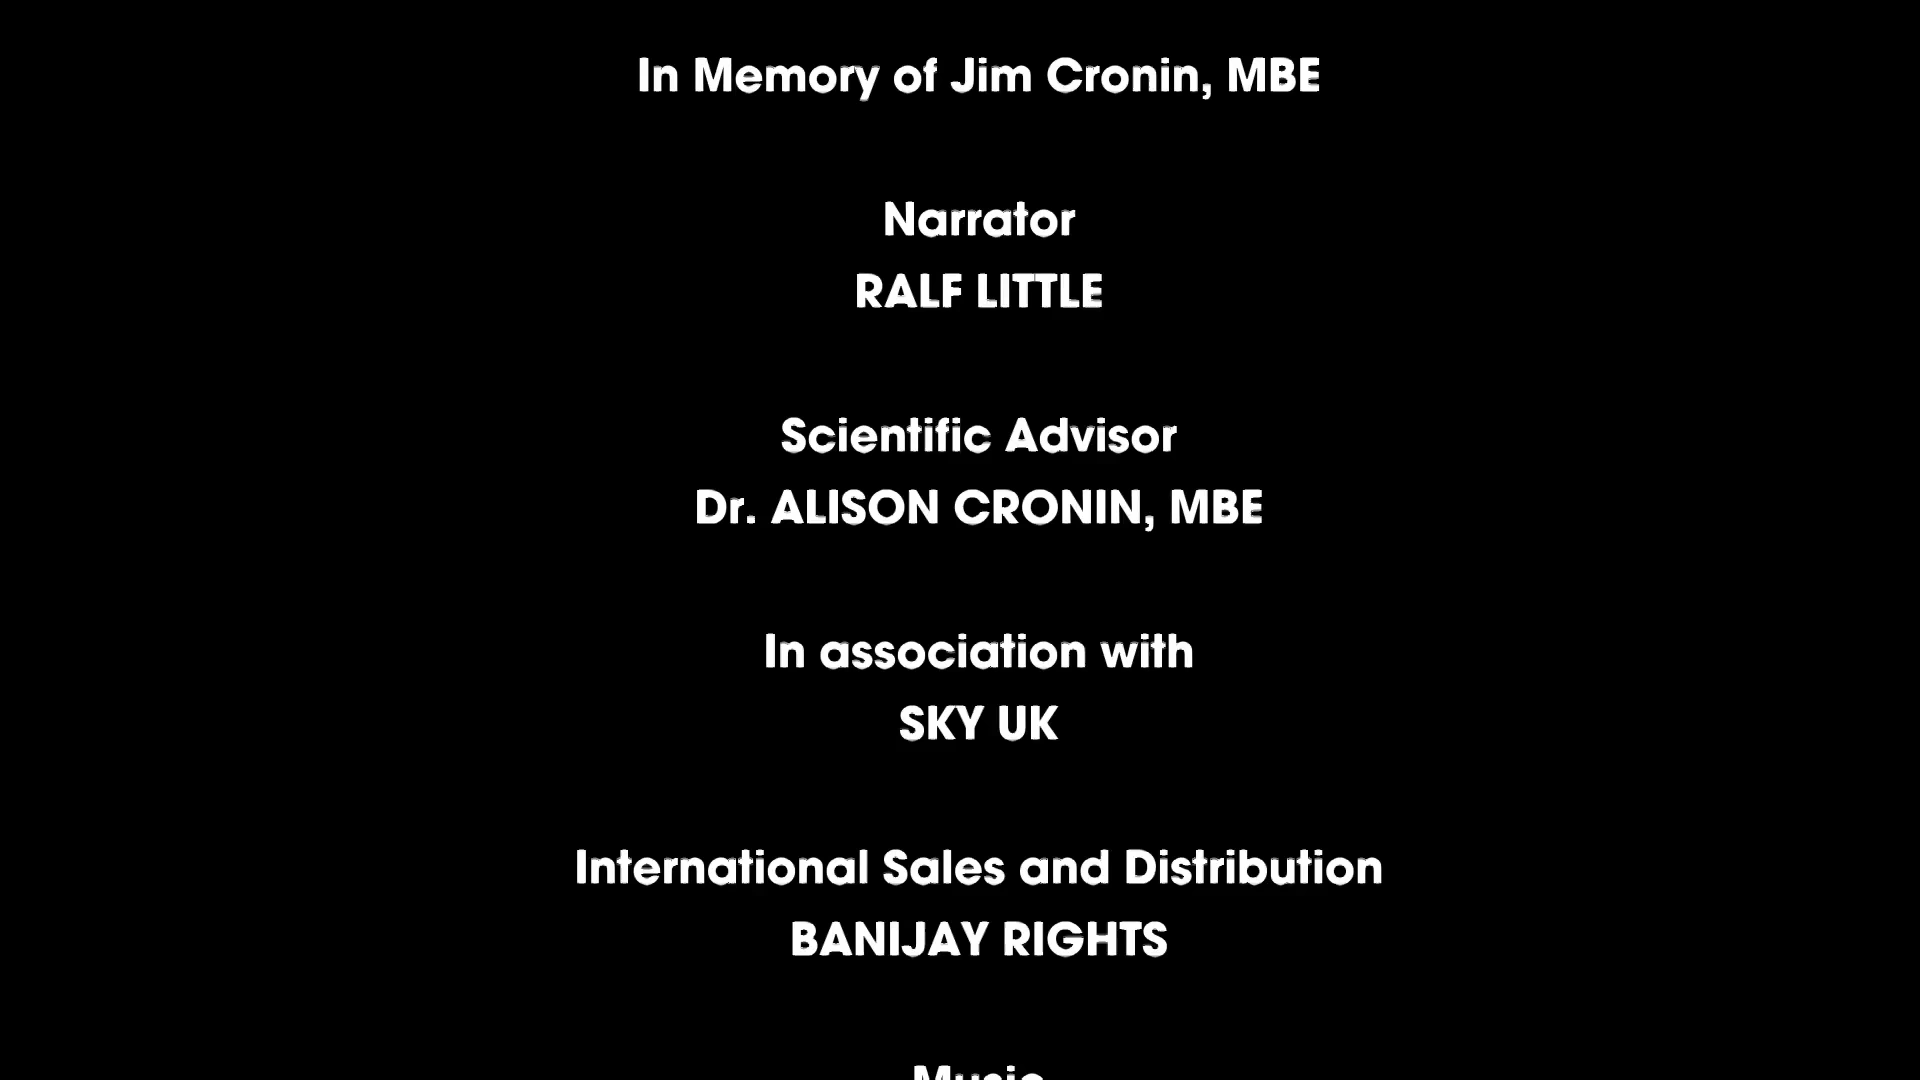 In Memory of Jim Cronin, MBE
Narrator
RALF LITTLE
Scientific Advisor
Dr. ALISON CRONIN, MBE
In association with
SKY UK
International Sales and Distribution
BANIJAY RIGHTS
Music